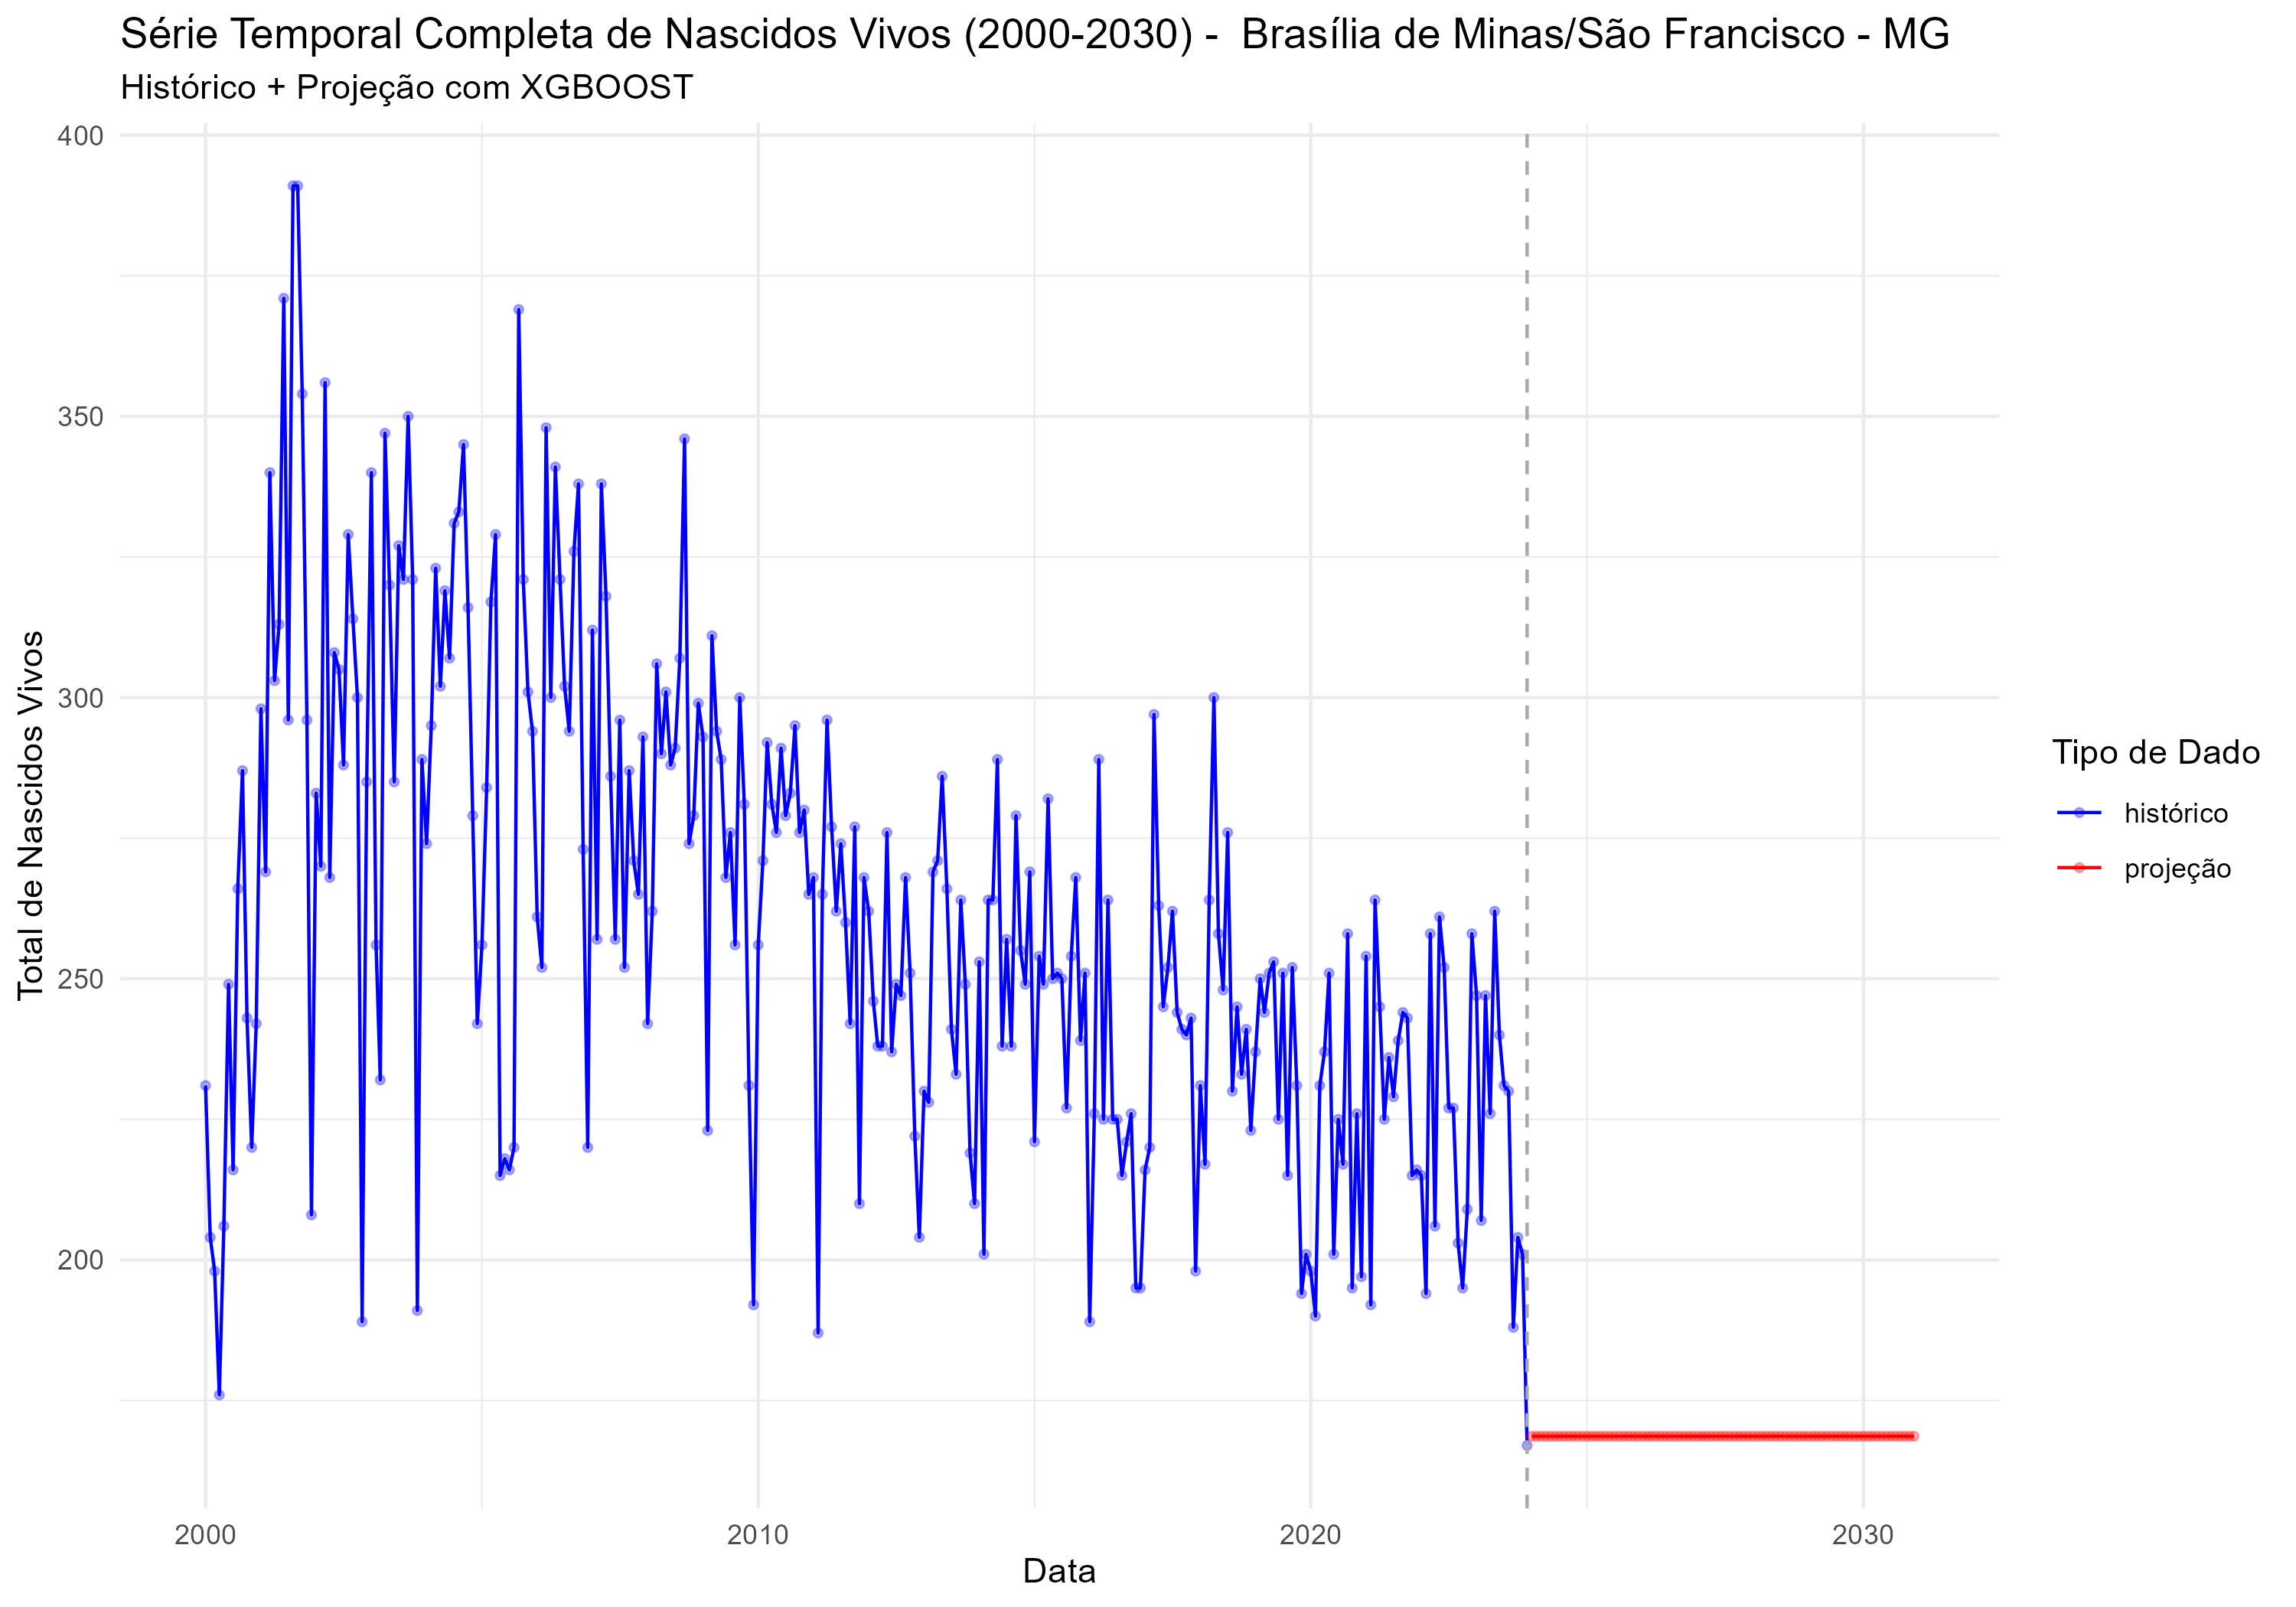 Série Temporal Completa de Nascidos Vivos (2000-2030) -  Brasília de Minas/São Francisco - MG
Histórico + Projeção com XGBOOST
Total de Nascidos Vivos
400
350
300
250
200
2000
2010
2020
2030
Data
Tipo de Dado
histórico
projeção